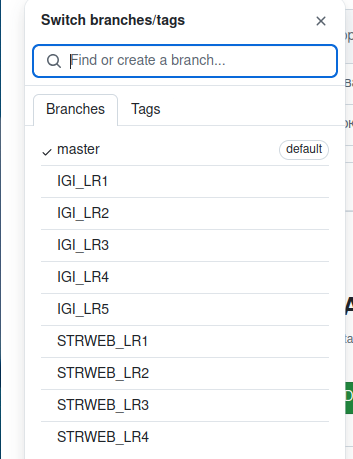 Switch branches/tags
Find or create a branch...
Branches
Tags
master
default
IGI_LR1
IGI_LR2
IGI_LR3
IGI_LR4
IGI_LR5
STRWEB_LR1
STRWEB_LR2
STRWEB_LR3
STRWEB_LR4